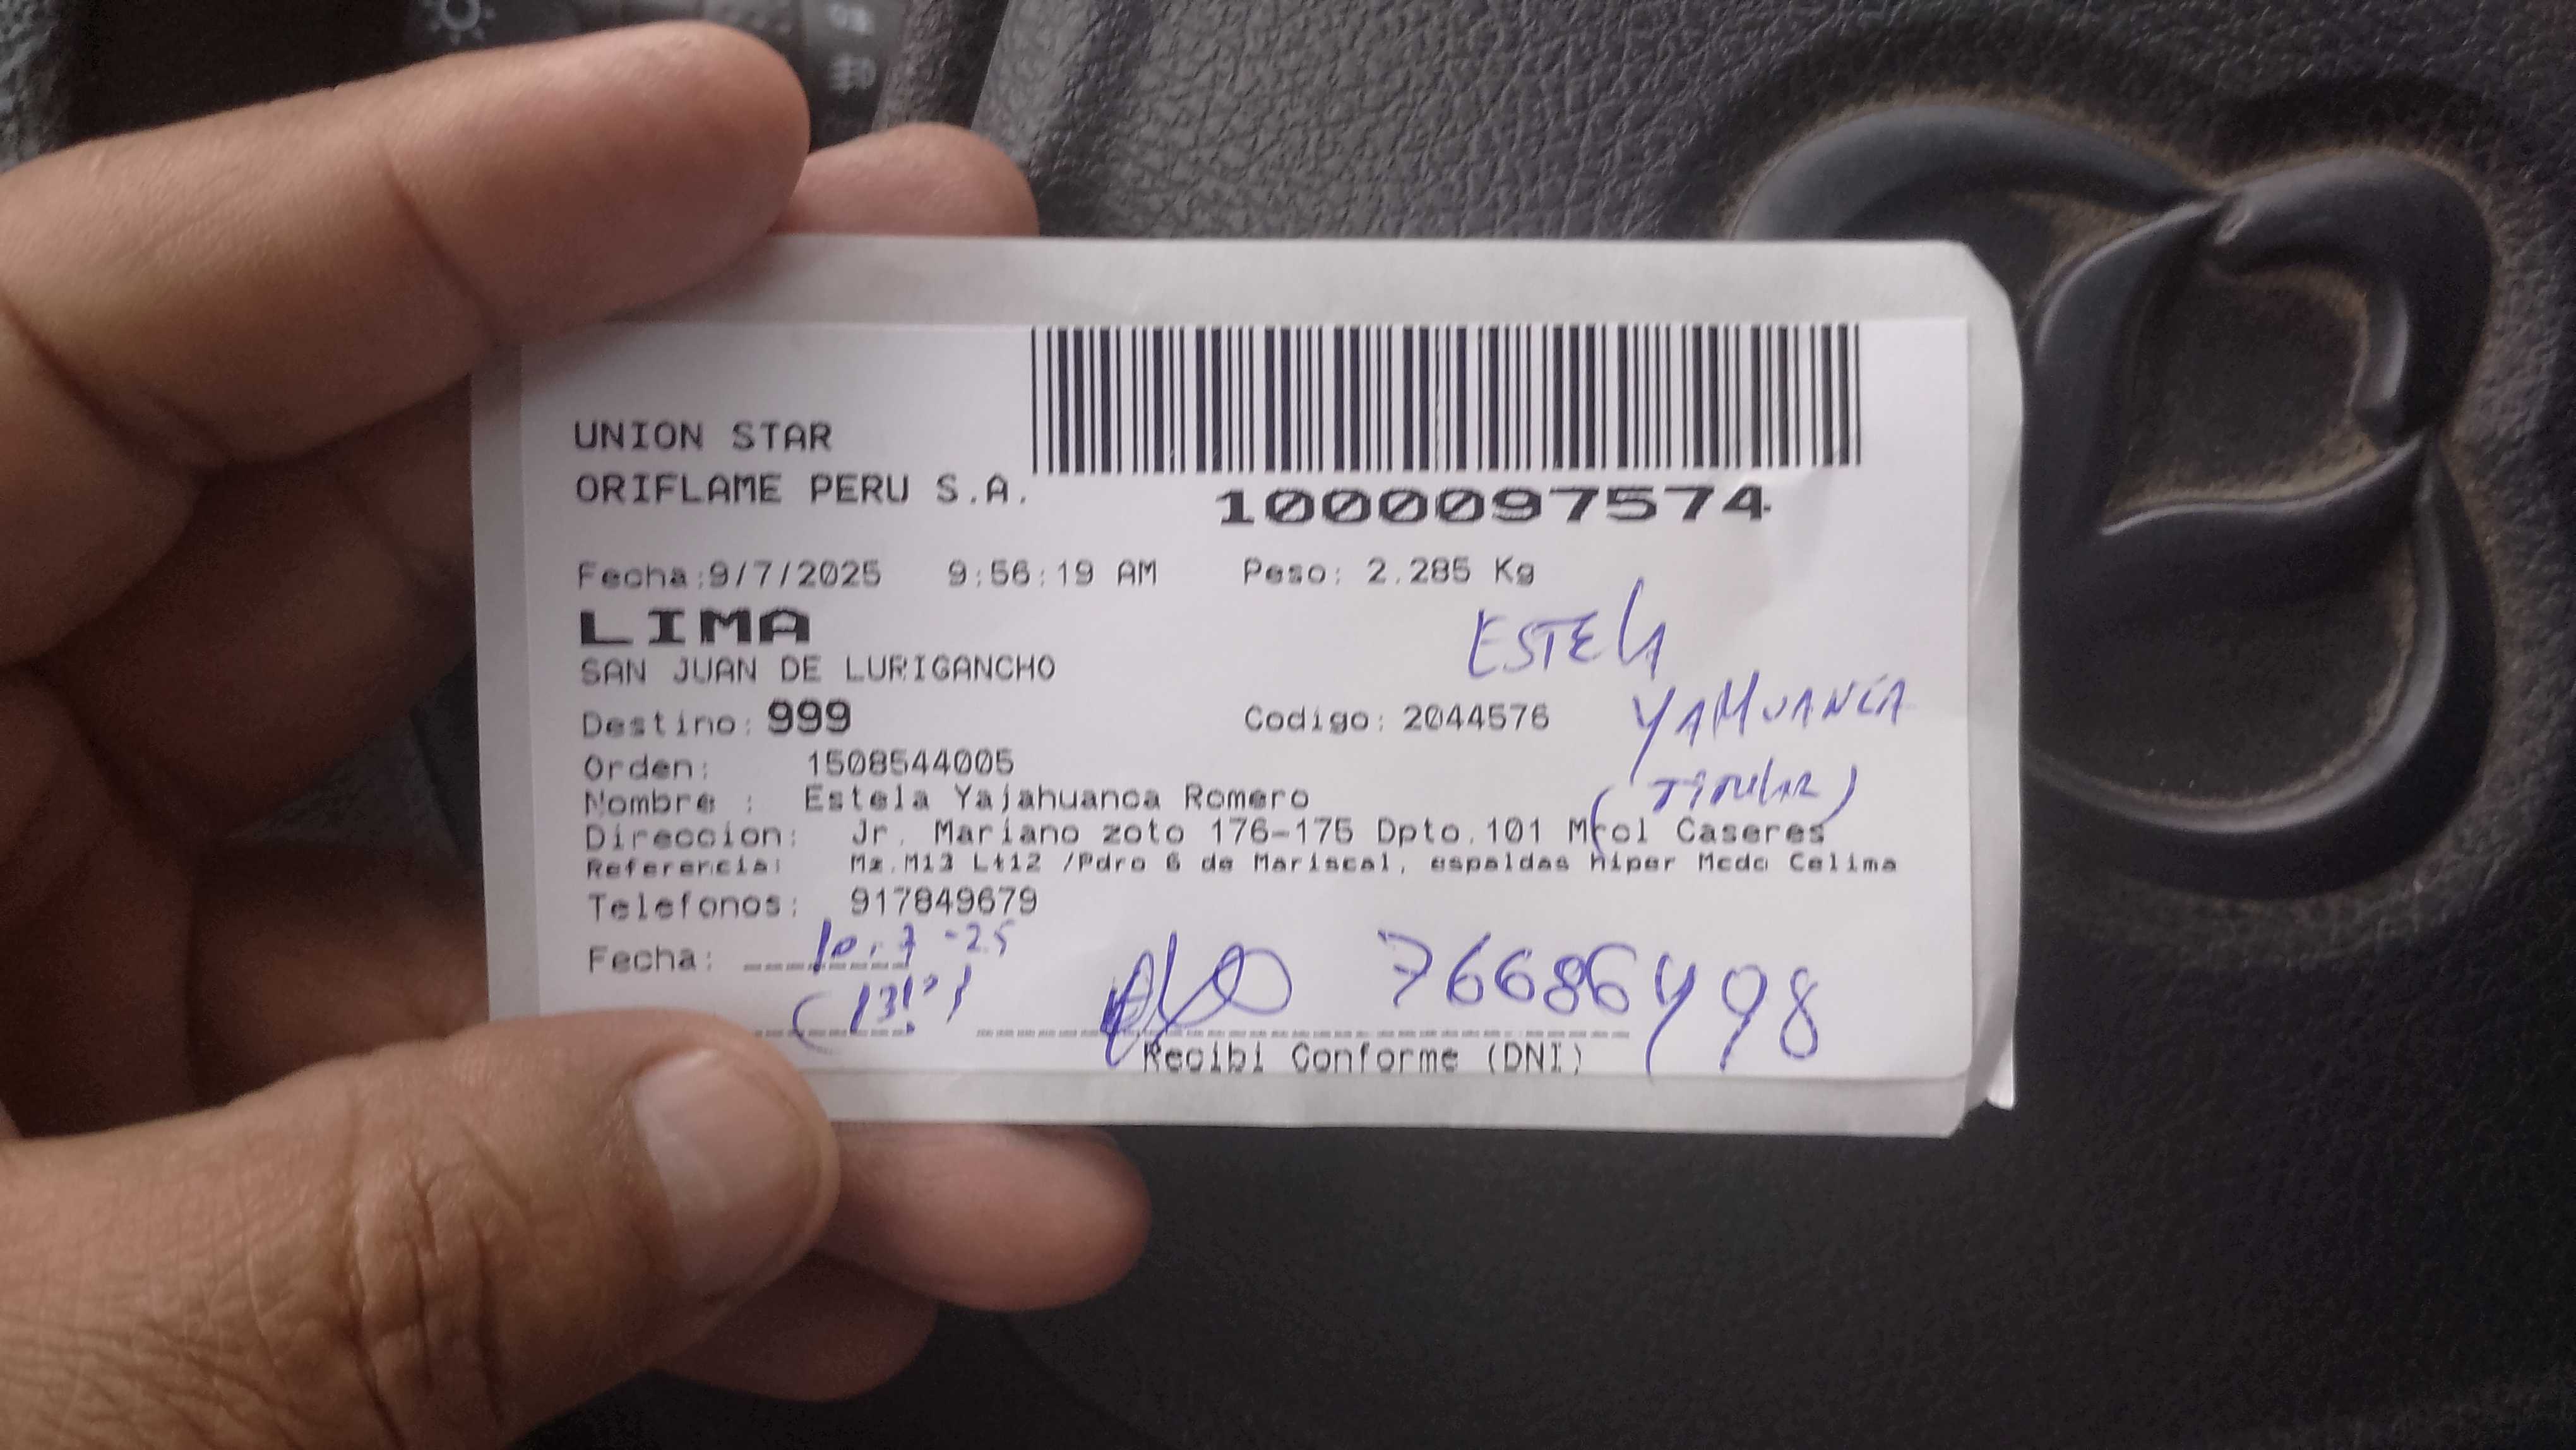 UNION STAR
ORIFLAME PERU S.A.
1000097574
Fecha:9/7/2025 9:56:19 AM Peso: 2.285 Kg
LIMA
ESTELA
SAN JUAN DE LURIGANCHO
YAHUANCA
Destino: 999 Codigo: 2044576
Orden: 1508544005
(TITULAR)
Nombre : Estela Yajahuanca Romero
Direccion: Jr. Mariano zoto 176-175 Dpto.101 Mrcl Caseres
Referencia: Mz.M13 Lt12 /Pdro 6 de Mariscal, espaldas hiper Mcdo Celima
Telefonos: 917849679
Fecha: 10-7-25
76686498
Recibi Conforme (DNI)